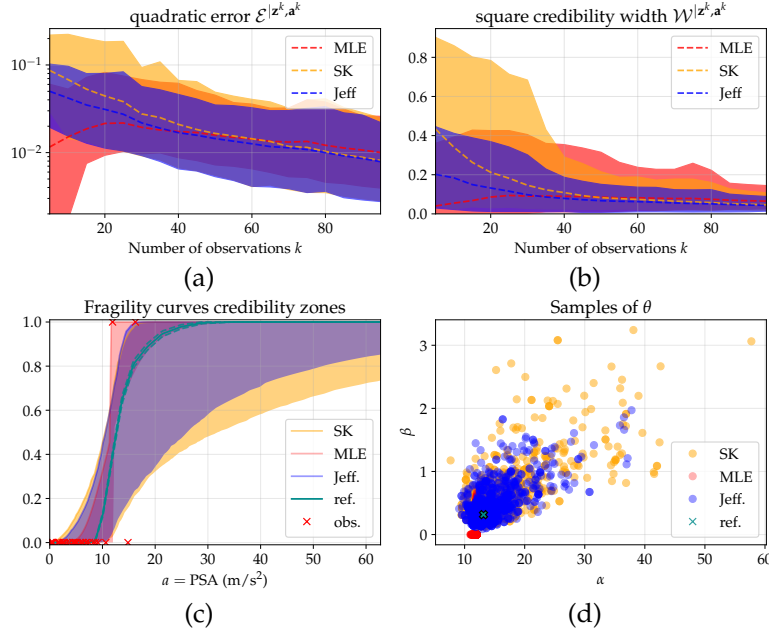 quadratic error ℰ^{|𝐳^k,𝐚^k}
10^{−1}
10^{−2}
MLE
SK
Jeff
20
40
60
80
Number of observations k
(a)
square credibility width 𝒲^{|𝐳^k,𝐚^k}
0.8
0.6
0.4
0.2
0.0
MLE
SK
Jeff
20
40
60
80
Number of observations k
(b)
Fragility curves credibility zones
1.0
0.8
0.6
0.4
0.2
0.0
SK
MLE
Jeff.
ref.
obs.
0
10
20
30
40
50
60
a = PSA (m/s²)
(c)
Samples of θ
β
3
2
1
0
SK
MLE
Jeff.
ref.
10
20
30
40
50
60
α
(d)